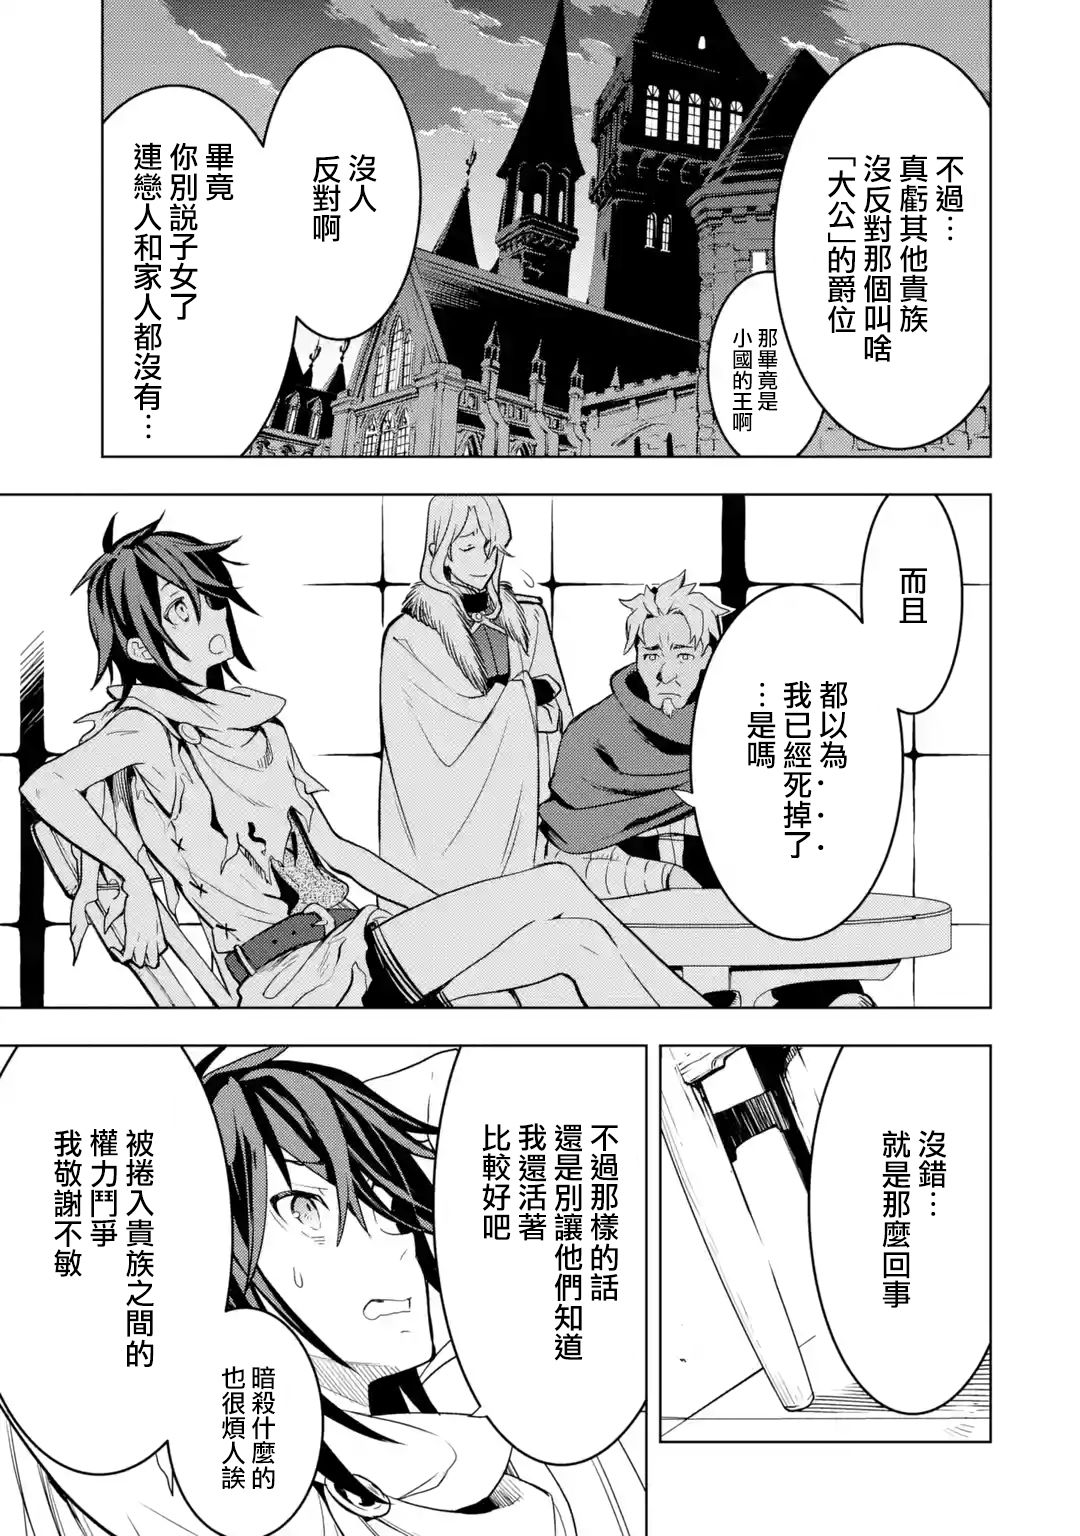 不過…
真虧其他貴族
沒反對那個叫啥
「大公」的爵位
那畢竟是
小國的王啊
沒人
反對啊
畢竟
你別説子女了
連戀人和家人都沒有…
而且
都以為
我已經死掉了
…是嗎
沒錯…
就是那麼回事
不過那樣的話
還是別讓他們知道
我還活著
比較好吧
被捲入貴族之間的
權力鬥爭
我敬謝不敏
暗殺什麼的
也很煩人誒